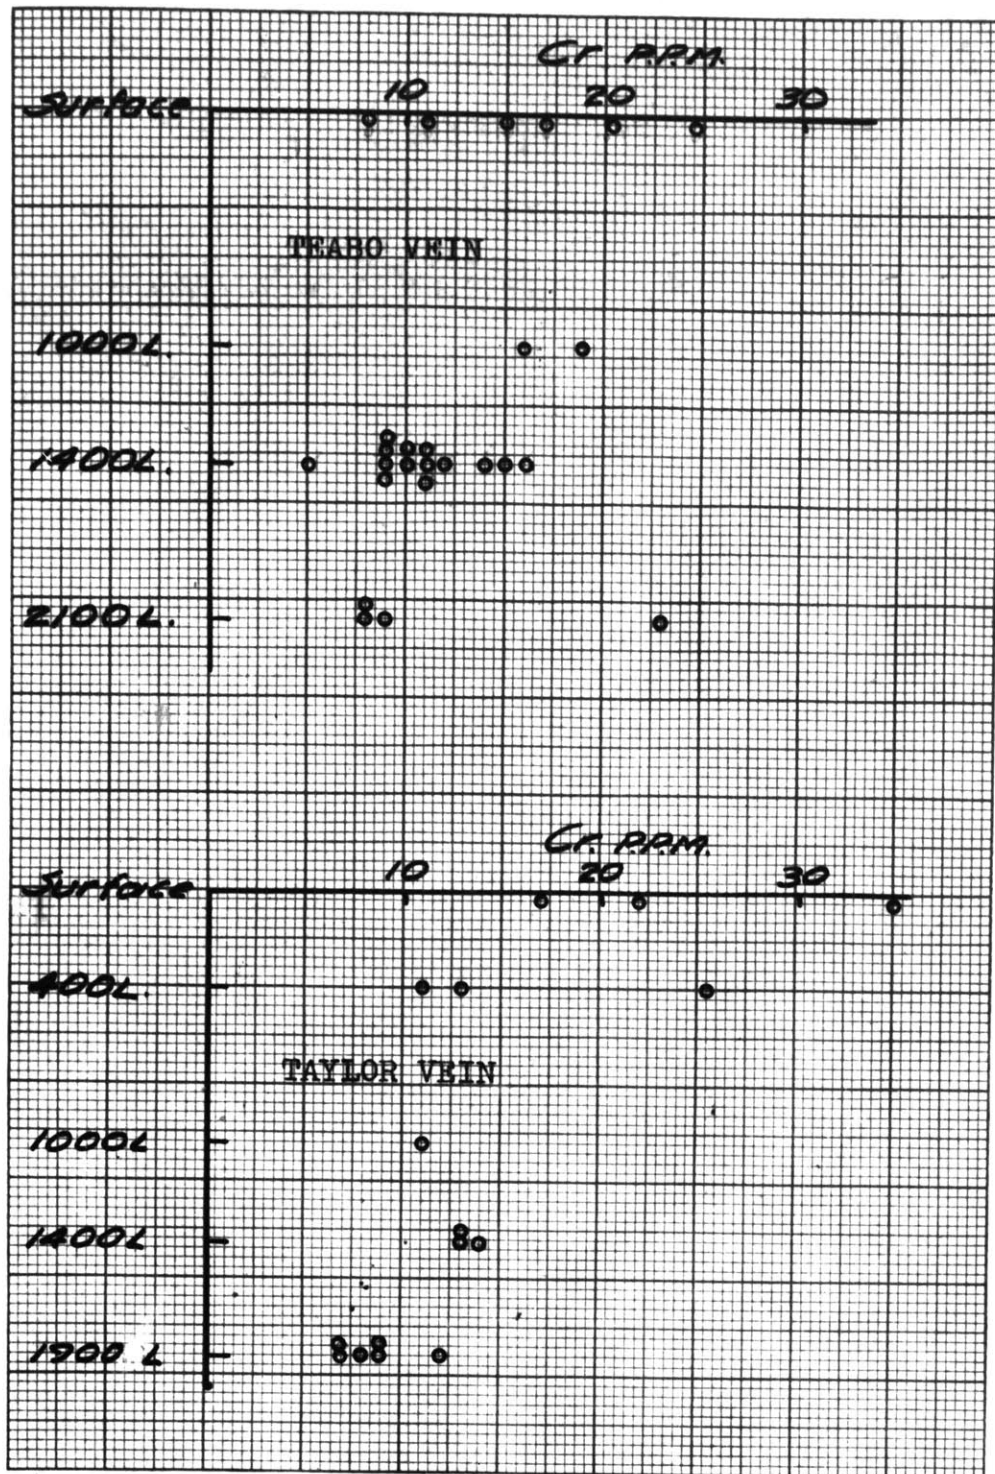 Cr P.P.M.
10 20 30
Surface
TEABO VEIN
1000L.
1400L.
2100L.
Cr. P.P.M.
10 20 30
Surface
400L.
TAYLOR VEIN
1000L
1400L
1900 L